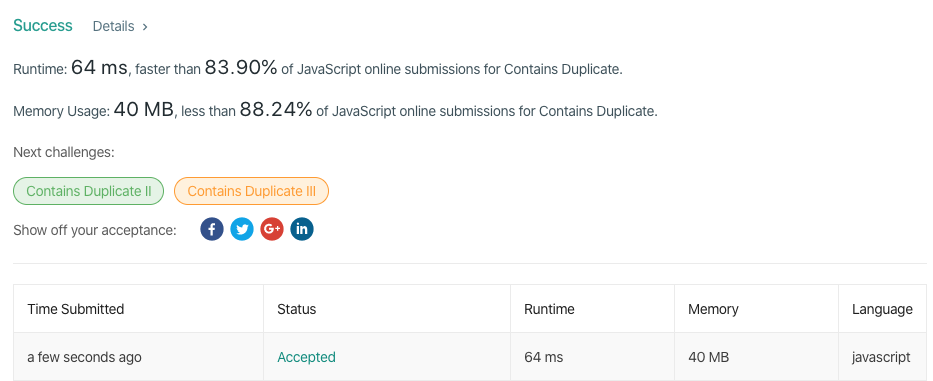 Success Details ›
Runtime: 64 ms, faster than 83.90% of JavaScript online submissions for Contains Duplicate.
Memory Usage: 40 MB, less than 88.24% of JavaScript online submissions for Contains Duplicate.
Next challenges:
Contains Duplicate II Contains Duplicate III
Show off your acceptance: f G+ in
Time Submitted Status Runtime Memory Language
a few seconds ago Accepted 64 ms 40 MB javascript